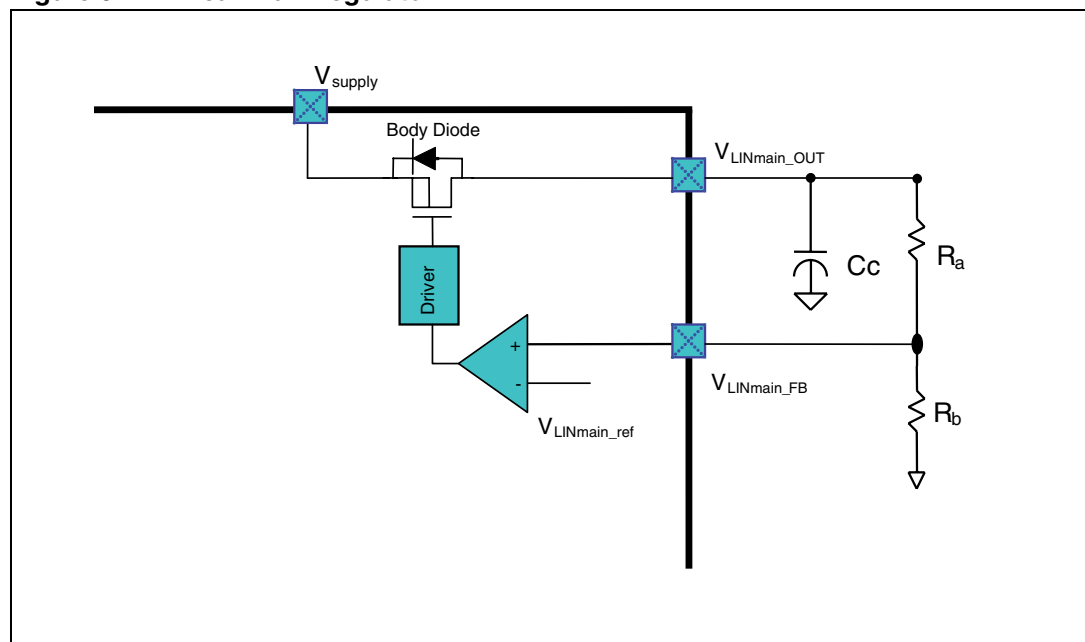 V_supply
Body Diode
V_LINmain_OUT
Driver
Cc
R_a
+
-
V_LINmain_FB
V_LINmain_ref
R_b